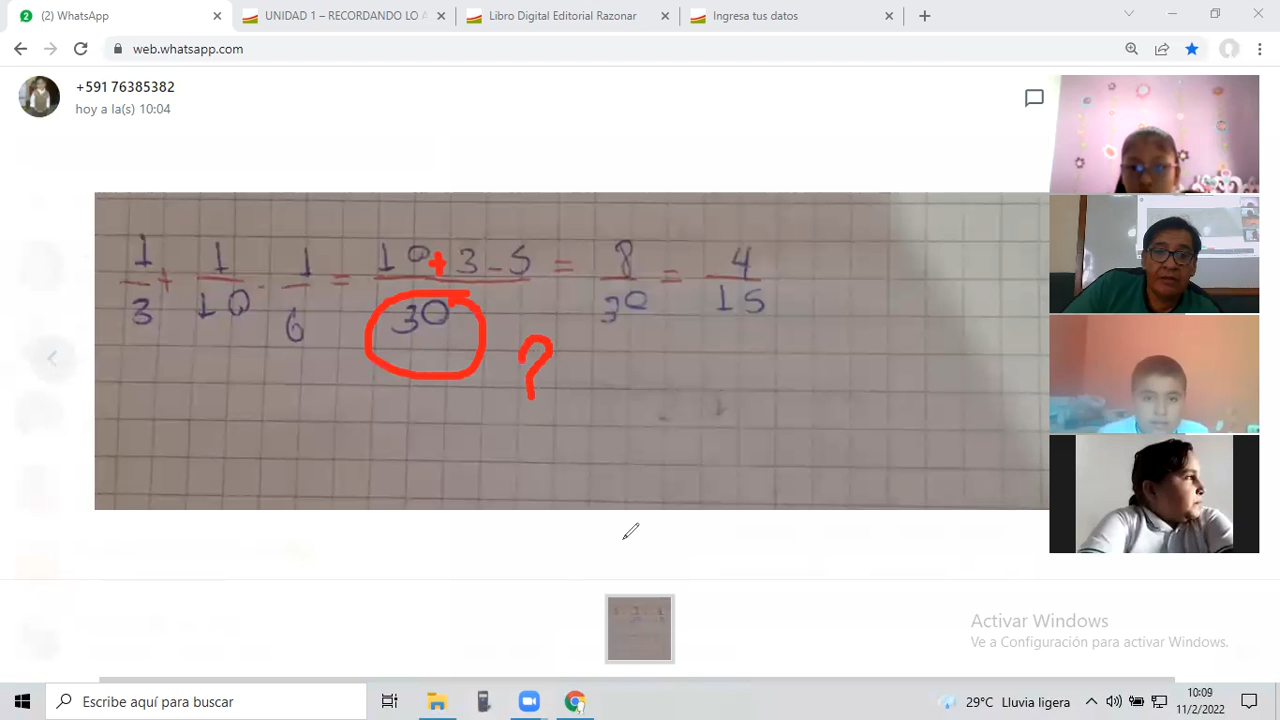 (2) WhatsApp
UNIDAD 1 – RECORDANDO LO A
Libro Digital Editorial Razonar
Ingresa tus datos
web.whatsapp.com
+591 76385382
hoy a la(s) 10:04
1/3 + 1/10 - 1/6 = 10+3-5/30 = 8/30 = 4/15
?
Activar Windows
Ve a Configuración para activar Windows.
Escribe aquí para buscar
29°C Lluvia ligera
10:09
11/2/2022